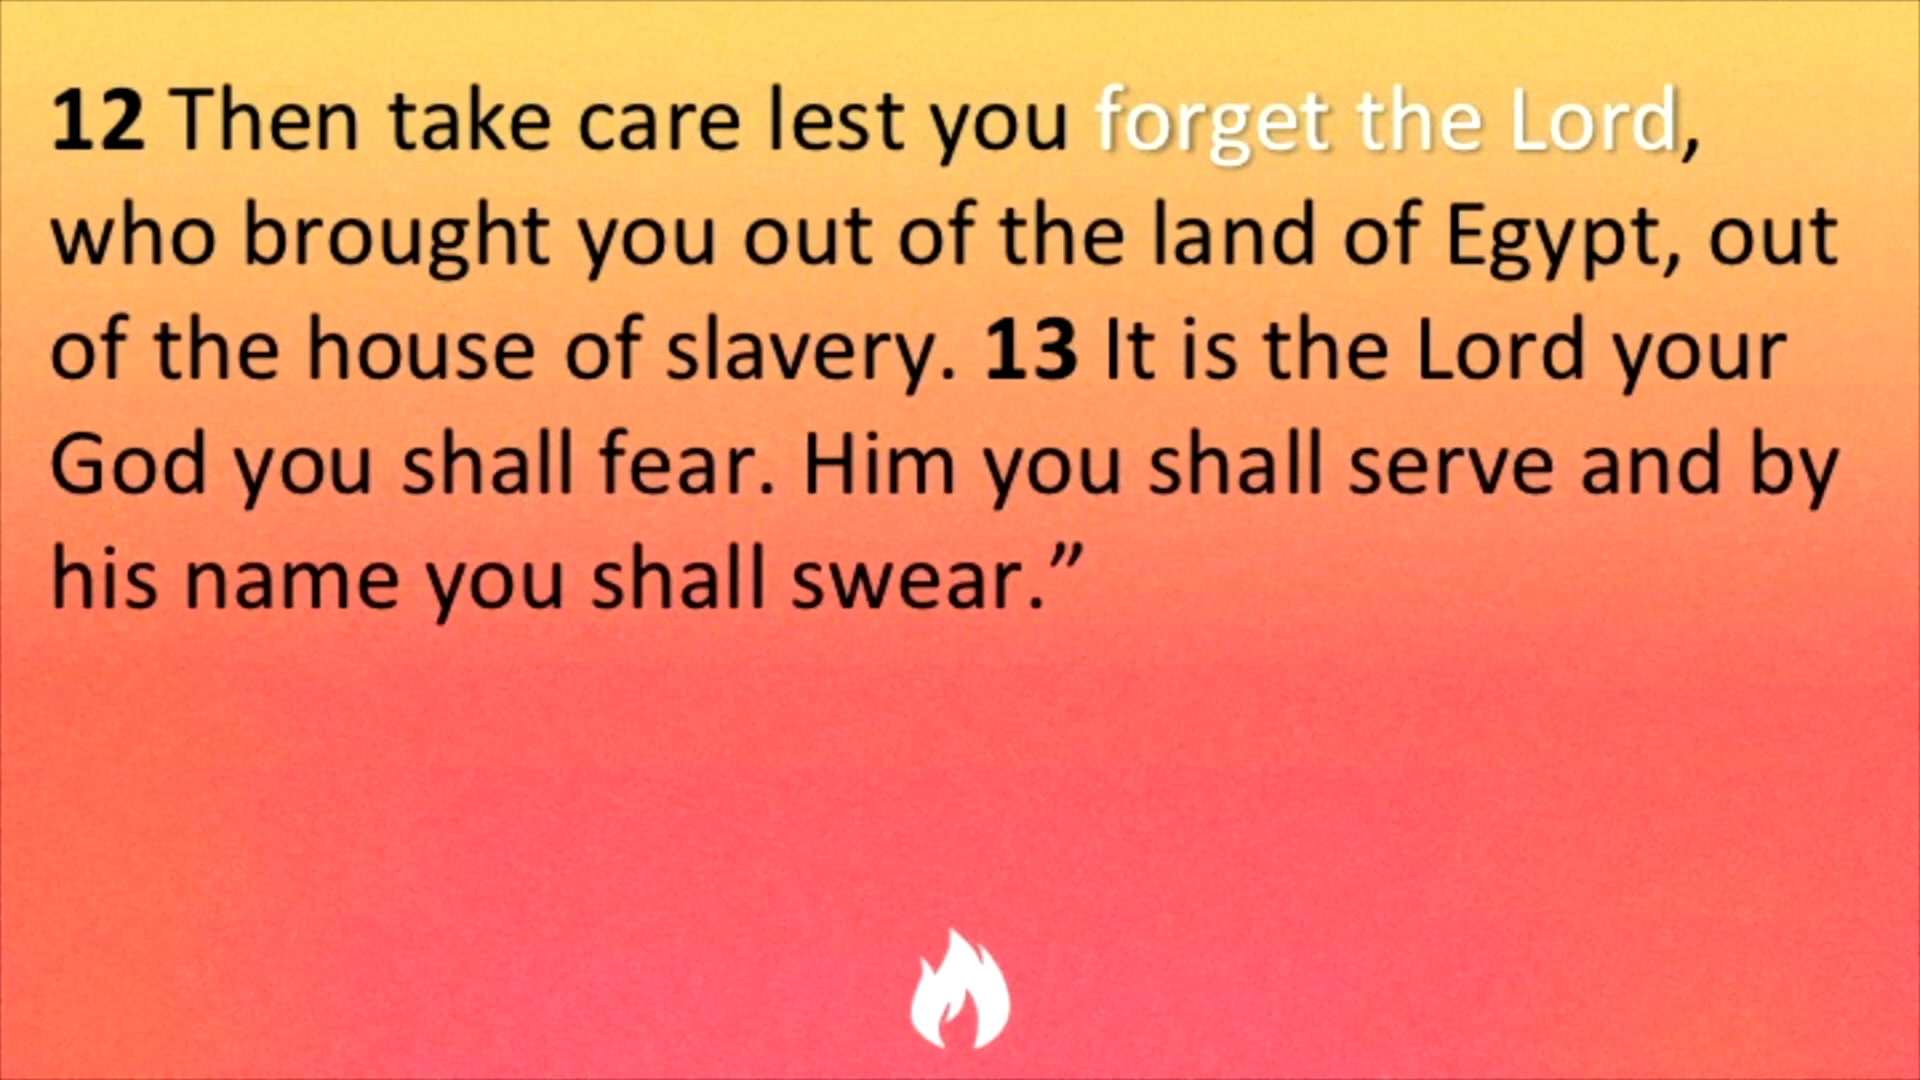 12 Then take care lest you forget the Lord,
who brought you out of the land of Egypt, out
of the house of slavery. 13 It is the Lord your
God you shall fear. Him you shall serve and by
his name you shall swear.”